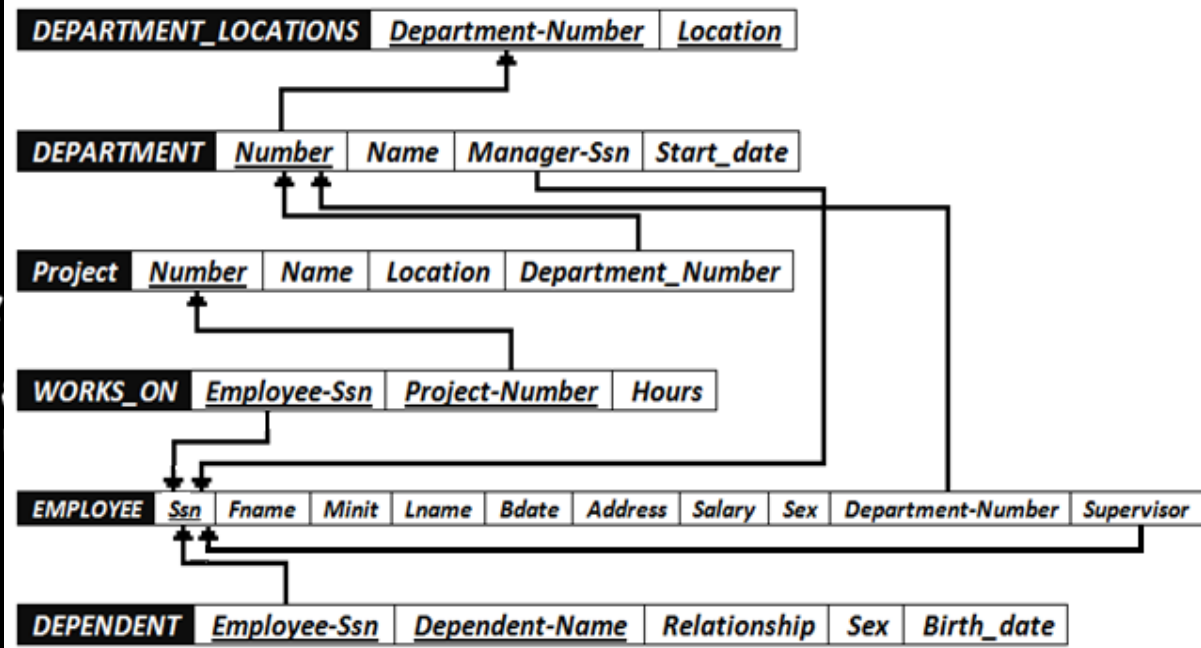 DEPARTMENT_LOCATIONS Department-Number Location
DEPARTMENT Number Name Manager-Ssn Start_date
Project Number Name Location Department_Number
WORKS_ON Employee-Ssn Project-Number Hours
EMPLOYEE Ssn Fname Minit Lname Bdate Address Salary Sex Department-Number Supervisor
DEPENDENT Employee-Ssn Dependent-Name Relationship Sex Birth_date